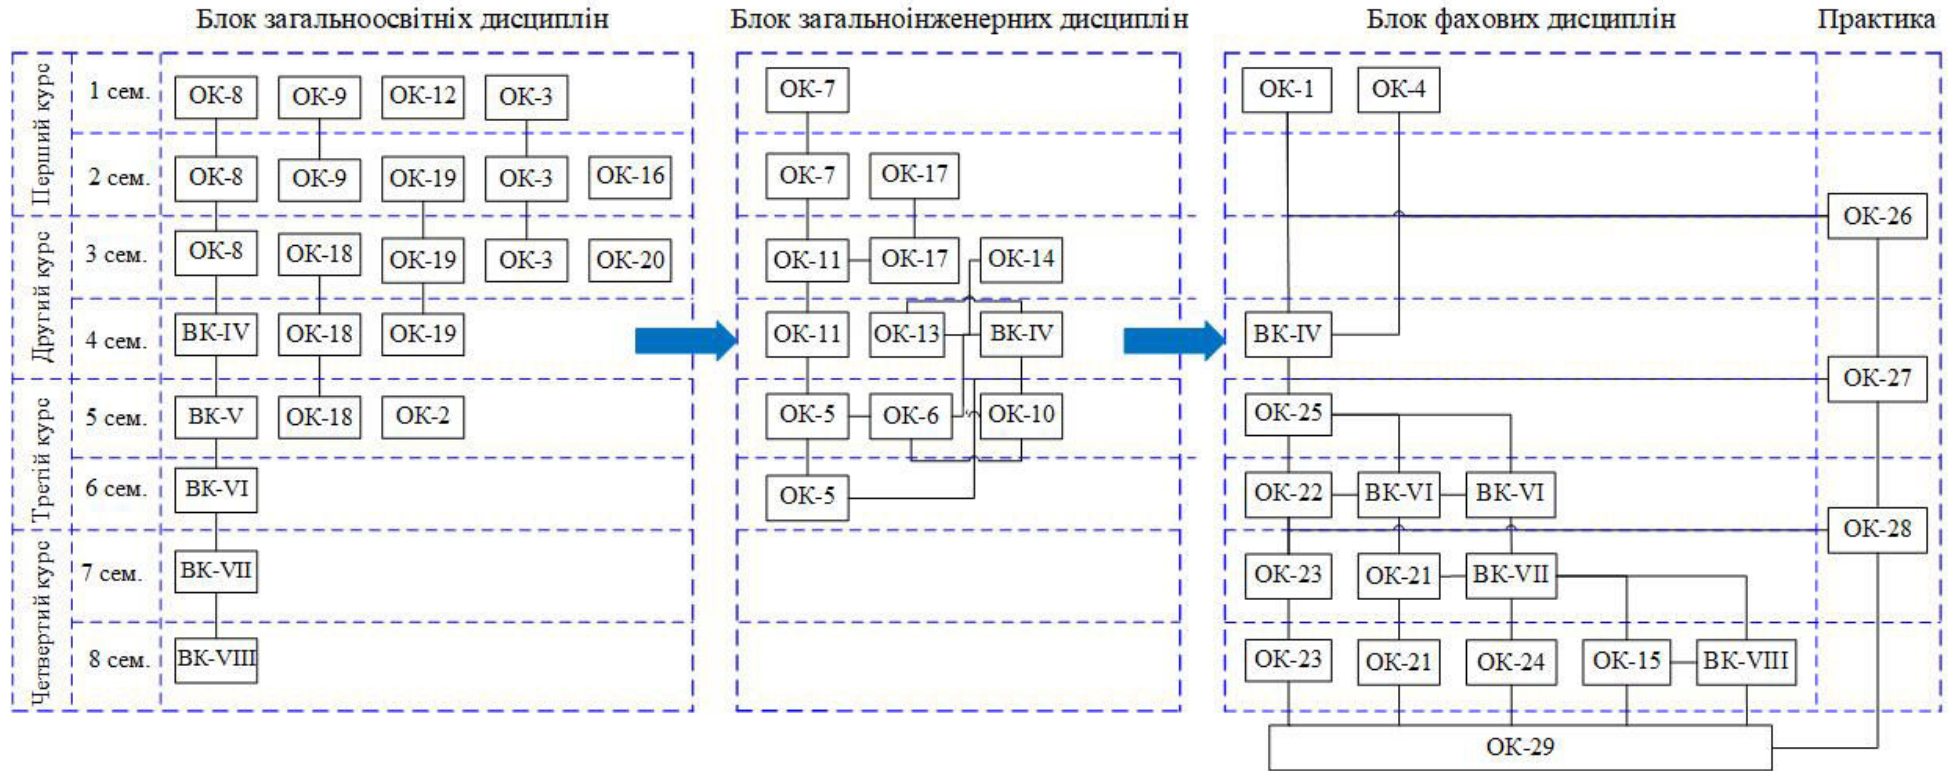 Блок загальноосвітніх дисциплін
Блок загальноінженерних дисциплін
Блок фахових дисциплін
Практика
Перший курс
1 сем.
ОК-8
ОК-9
ОК-12
ОК-3
ОК-7
ОК-1
ОК-4
2 сем.
ОК-8
ОК-9
ОК-19
ОК-3
ОК-16
ОК-7
ОК-17
ОК-26
Другий курс
3 сем.
ОК-8
ОК-18
ОК-19
ОК-3
ОК-20
ОК-11
ОК-17
ОК-14
4 сем.
ВК-IV
ОК-18
ОК-19
ОК-11
ОК-13
ВК-IV
ВК-IV
ОК-27
Третій курс
5 сем.
ВК-V
ОК-18
ОК-2
ОК-5
ОК-6
ОК-10
ОК-25
6 сем.
ВК-VI
ОК-5
ОК-22
ВК-VI
ВК-VI
ОК-28
Четвертий курс
7 сем.
ВК-VII
ОК-23
ОК-21
ВК-VII
8 сем.
ВК-VIII
ОК-23
ОК-21
ОК-24
ОК-15
ВК-VIII
ОК-29